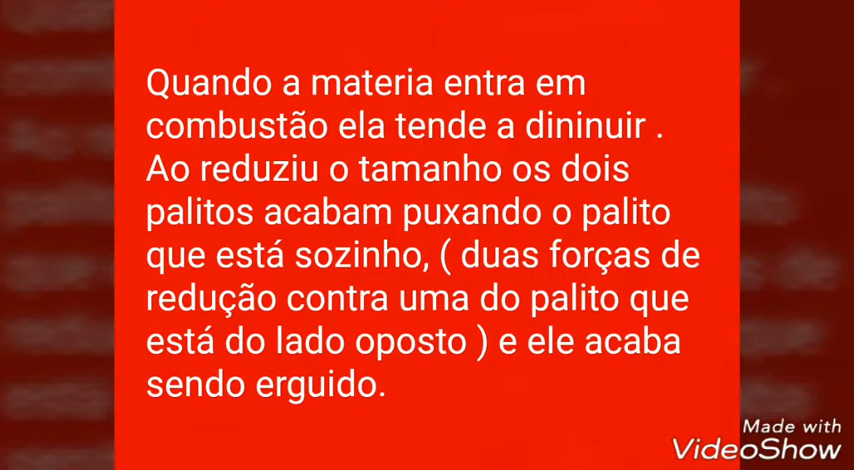 Quando a materia entra em
combustão ela tende a dininuir .
Ao reduziu o tamanho os dois
palitos acabam puxando o palito
que está sozinho, ( duas forças de
redução contra uma do palito que
está do lado oposto ) e ele acaba
sendo erguido.
Made with
VideoShow